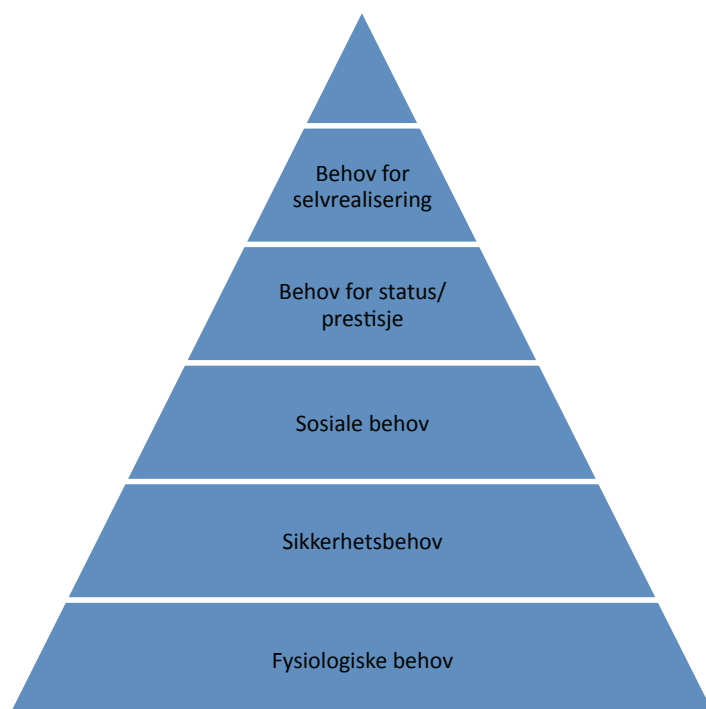 Behov for
selvrealisering
Behov for status/
prestisje
Sosiale behov
Sikkerhetsbehov
Fysiologiske behov